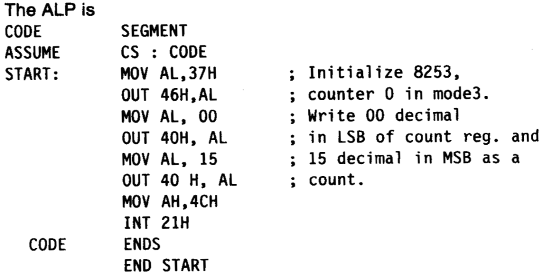 The ALP is
CODE SEGMENT
ASSUME CS : CODE
START: MOV AL,37H ; Initialize 8253,
OUT 46H,AL ; counter 0 in mode3.
MOV AL, 00 ; Write 00 decimal
OUT 40H, AL ; in LSB of count reg. and
MOV AL, 15 ; 15 decimal in MSB as a
OUT 40 H, AL ; count.
MOV AH,4CH
INT 21H
CODE ENDS
END START